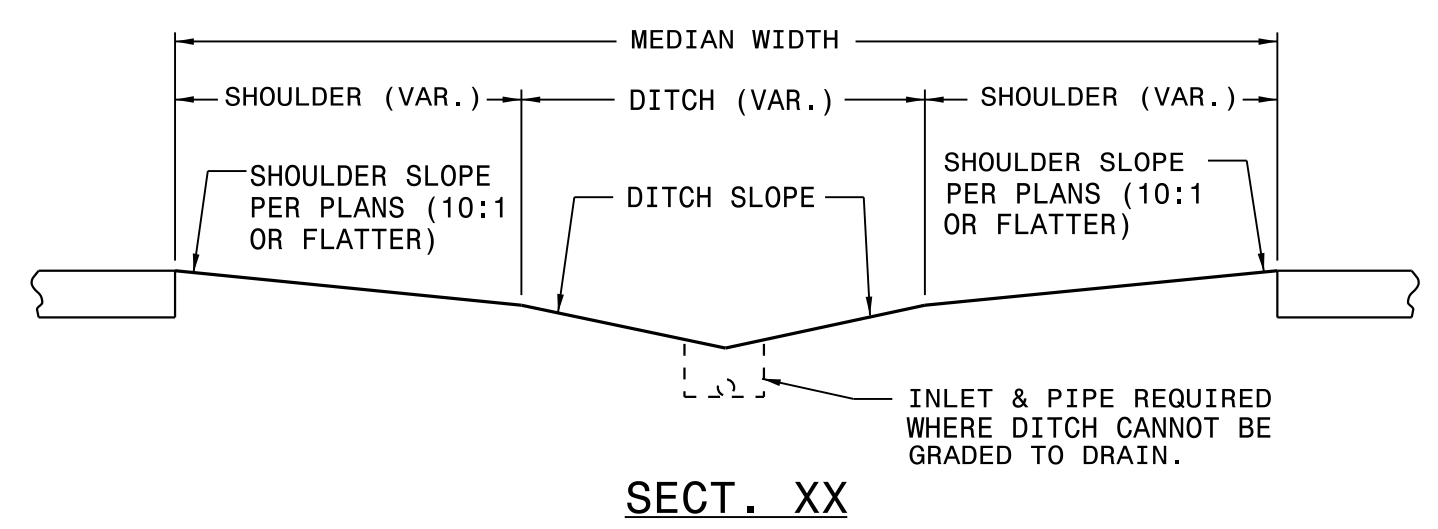 MEDIAN WIDTH
SHOULDER (VAR.)
DITCH (VAR.)
SHOULDER (VAR.)
SHOULDER SLOPE
PER PLANS (10:1
OR FLATTER)
DITCH SLOPE
SHOULDER SLOPE
PER PLANS (10:1
OR FLATTER)
INLET & PIPE REQUIRED
WHERE DITCH CANNOT BE
GRADED TO DRAIN.
SECT. XX